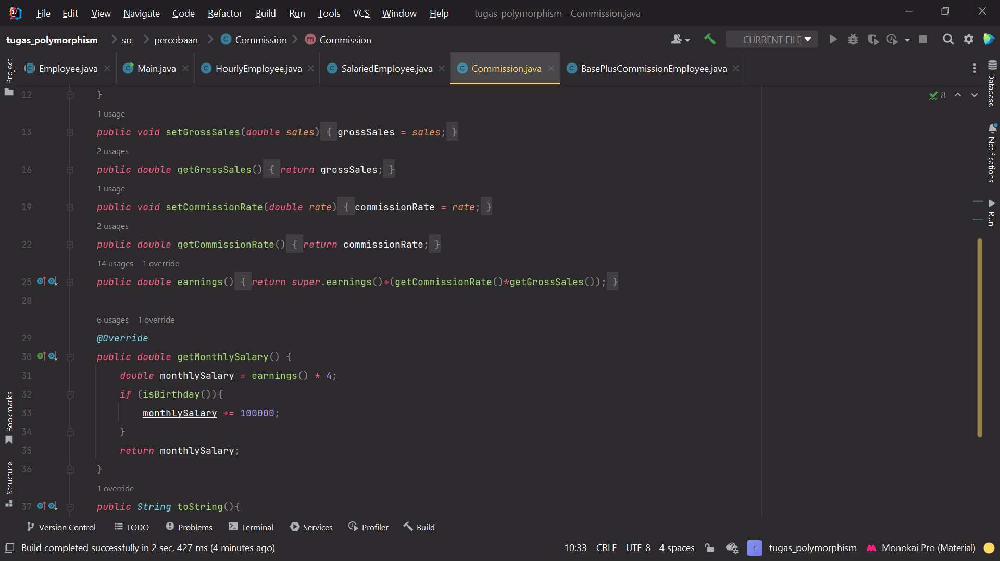 File Edit View Navigate Code Refactor Build Run Tools VCS Window Help tugas_polymorphism - Commission.java
tugas_polymorphism src percobaan C Commission m Commission CURRENT FILE
Project
C Employee.java C Main.java C HourlyEmployee.java C SalariedEmployee.java C Commission.java C BasePlusCommissionEmployee.java
Database
Notifications
Run
8
12 }
1 usage
13 public void setGrossSales(double sales) { grossSales = sales; }
2 usages
16 public double getGrossSales() { return grossSales; }
1 usage
19 public void setCommissionRate(double rate) { commissionRate = rate; }
2 usages
22 public double getCommissionRate() { return commissionRate; }
14 usages 1 override
25 public double earnings() { return super.earnings()+(getCommissionRate()*getGrossSales()); }
28
6 usages 1 override
29 @Override
30 public double getMonthlySalary() {
31 double monthlySalary = earnings() * 4;
32 if (isBirthday()){
33 monthlySalary += 100000;
34 }
35 return monthlySalary;
36 }
1 override
37 public String toString(){
Bookmarks
Structure
Version Control TODO Problems Terminal Services Profiler Build
Build completed successfully in 2 sec, 427 ms (4 minutes ago) 10:33 CRLF UTF-8 4 spaces T tugas_polymorphism Monokai Pro (Material)